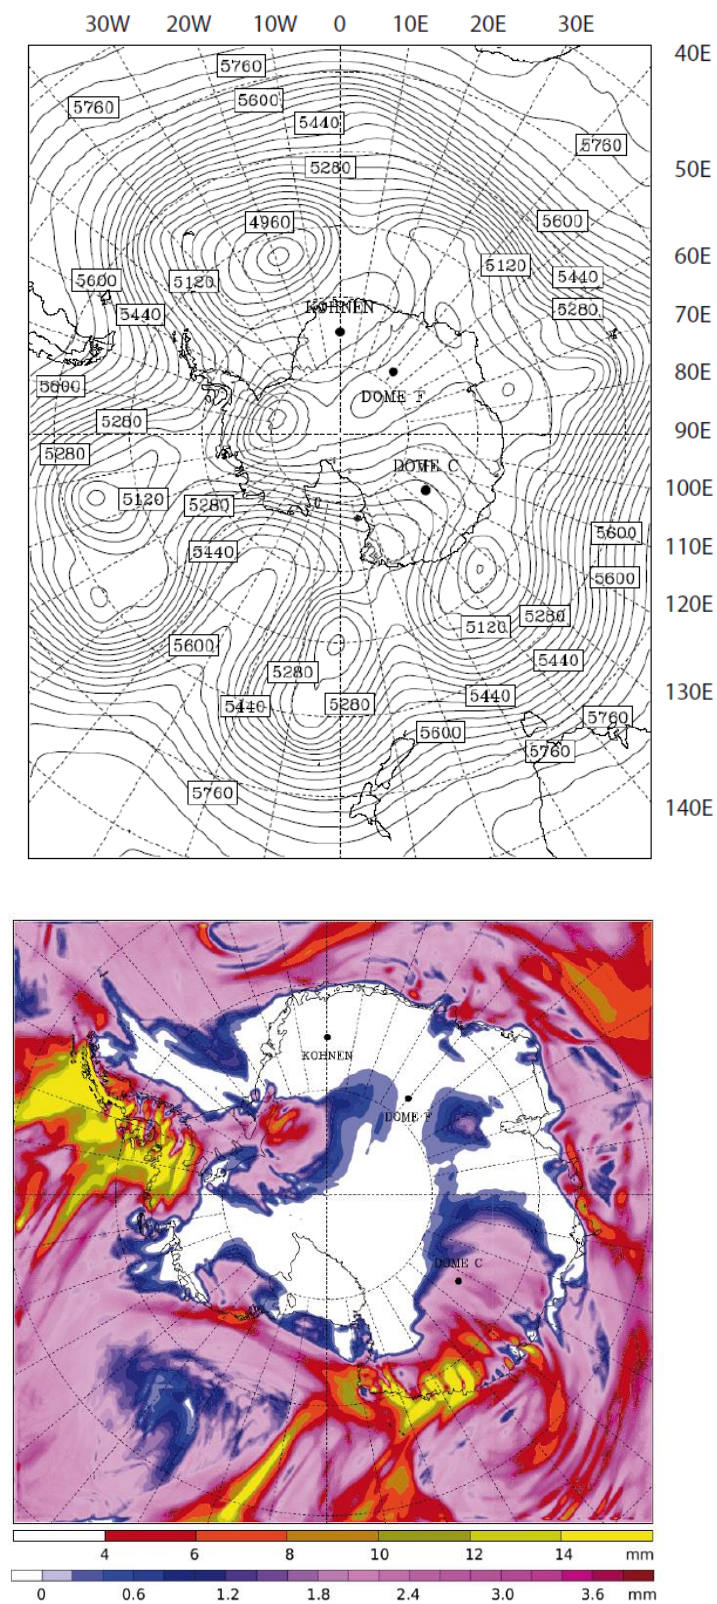 30W 20W 10W 0 10E 20E 30E
40E
5760
5600
5760
5440
5760
5280
50E
4960
5600
60E
5120
5600
5120
5440
5440
5280
70E
KOHNEN
80E
5600
DOME F
5280
90E
5280
DOME C
100E
5120
5280
5600
110E
5440
5600
120E
5280
5120
5600
5440
5280
130E
5440
5440
5280
5760
5600
5760
5760
140E
KOHNEN
DOME F
DOME C
4 6 8 10 12 14 mm
0 0.6 1.2 1.8 2.4 3.0 3.6 mm